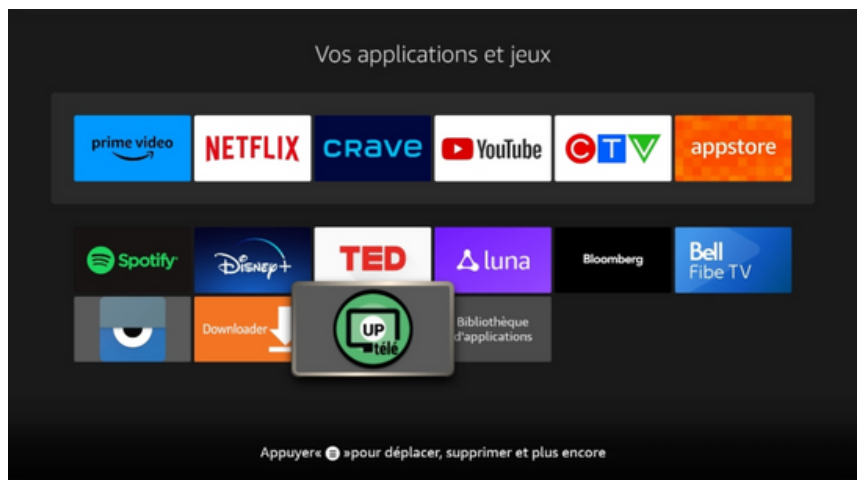 Vos applications et jeux
prime video
NETFLIX
crave
YouTube
CTV
appstore
Spotify
Disney+
TED
luna
Bloomberg
Bell
Fibe TV
Downloader
UP
télé
Bibliothèque
d'applications
Appuyer« »pour déplacer, supprimer et plus encore